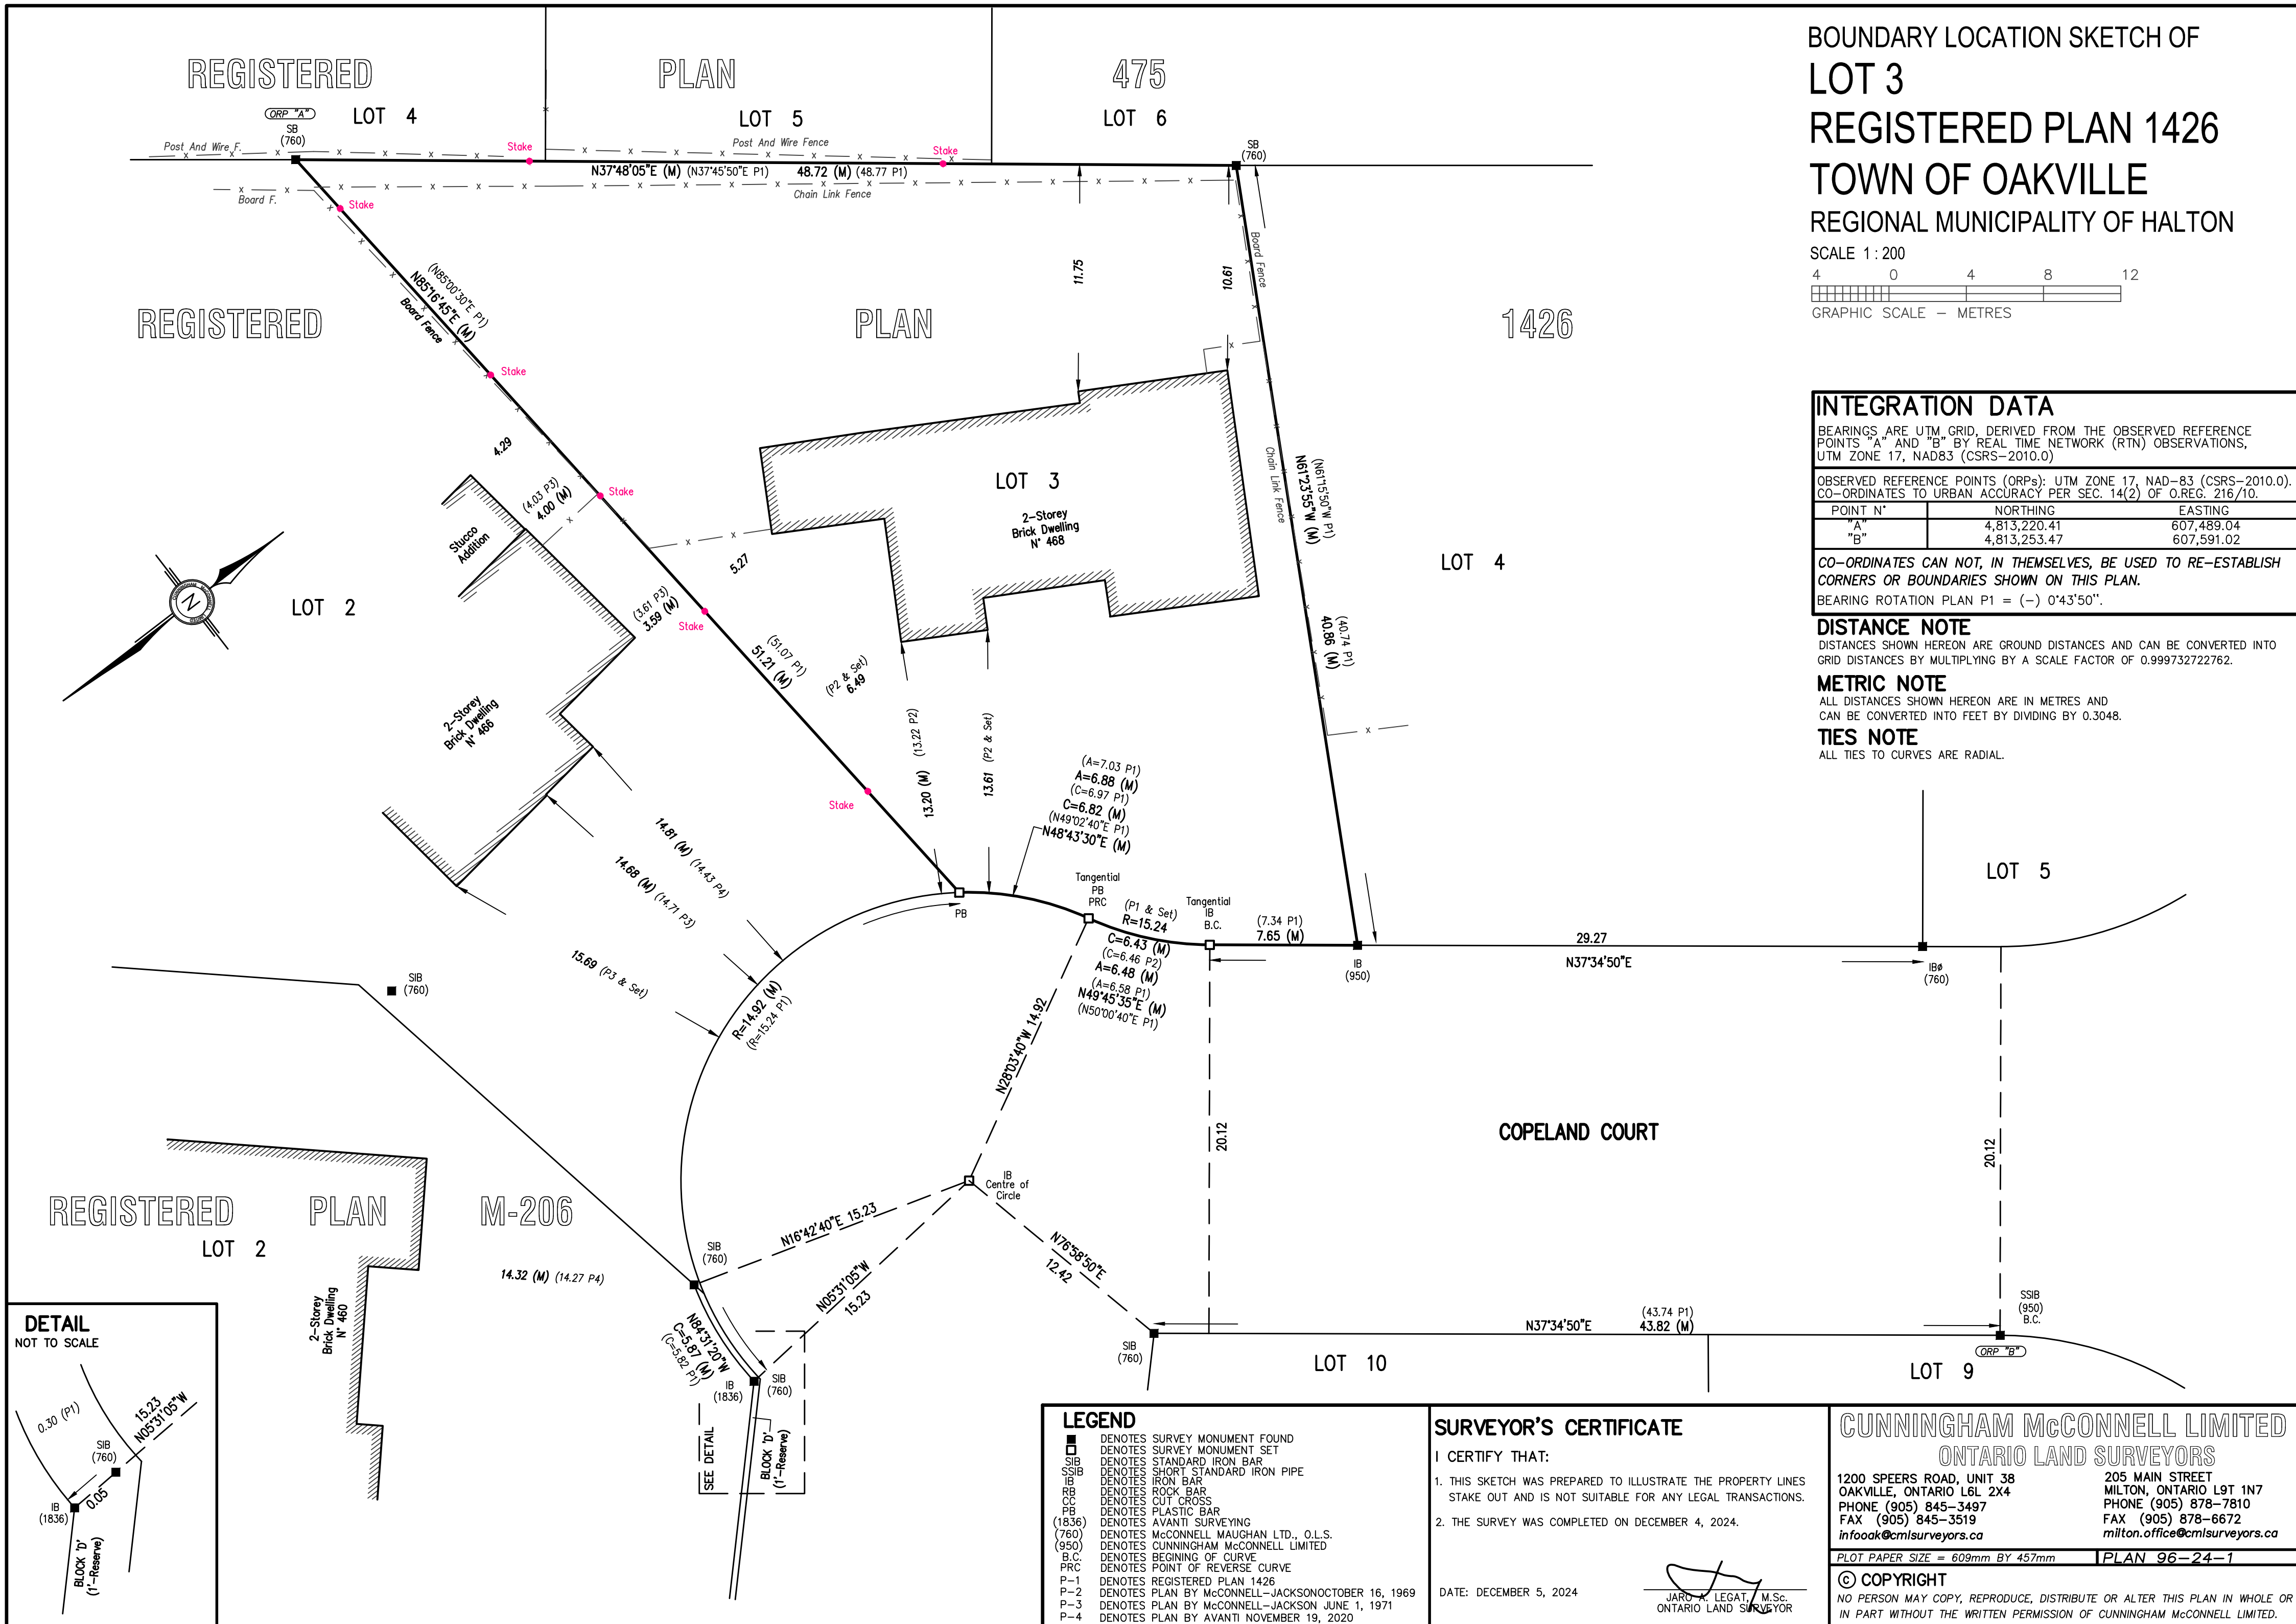 BOUNDARY LOCATION SKETCH OF
LOT 3
REGISTERED PLAN 1426
TOWN OF OAKVILLE
REGIONAL MUNICIPALITY OF HALTON
SCALE 1 : 200
4 0 4 8 12
GRAPHIC SCALE – METRES
REGISTERED PLAN 475
ORP "A"
SB
(760)
LOT 4
LOT 5
LOT 6
Post And Wire F.
Stake
Post And Wire Fence
Stake
SB
(760)
N37°48'05"E (M) (N37°45'50"E P1) 48.72 (M) (48.77 P1)
Board F.
Chain Link Fence
Stake
Board Fence
(N85°00'30"E P1)
N85°16'45"E (M)
Board Fence
11.75
10.61
REGISTERED PLAN 1426
Stake
4.29
(4.03 P3)
4.00 (M)
Stake
Stucco
Addition
LOT 3
2-Storey
Brick Dwelling
N° 468
Chain Link Fence
(N61°15'50"W P1)
N61°23'55"W (M)
(40.74 P1)
40.86 (M)
LOT 4
5.27
LOT 2
N
(3.61 P3)
3.59 (M)
Stake
(51.07 P1)
51.21 (M)
(P2 & Set)
6.49
2-Storey
Brick Dwelling
N° 466
13.20 (M) (13.22 P2)
13.61 (P2 & Set)
Stake
(A=7.03 P1)
A=6.88 (M)
(C=6.97 P1)
C=6.82 (M)
(N49°02'40"E P1)
N48°43'30"E (M)
14.81 (M) (14.43 P4)
14.68 (M) (14.71 P3)
15.69 (P3 & Set)
PB
Tangential
PB
PRC
(P1 & Set)
R=15.24
Tangential
IB
B.C.
(7.34 P1)
7.65 (M)
C=6.43 (M)
(C=6.46 P2)
A=6.48 (M)
(A=6.58 P1)
N49°45'35"E (M)
(N50°00'40"E P1)
IB
(950)
29.27
N37°34'50"E
IBø
(760)
LOT 5
SIB
(760)
R=14.92 (M)
(R=15.24 P1)
N28°03'40"W 14.92
20.12
COPELAND COURT
20.12
IB
Centre of
Circle
REGISTERED PLAN M-206
LOT 2
N16°42'40"E 15.23
SIB
(760)
14.32 (M) (14.27 P4)
N05°31'05"W
15.23
N76°58'50"E
12.42
2-Storey
Brick Dwelling
N° 460
N84°31'20"W
C=5.87 (M)
(C=5.82 P1)
IB
(1836)
SIB
(760)
SEE DETAIL
BLOCK 'D'
(1'-Reserve)
SIB
(760)
N37°34'50"E
(43.74 P1)
43.82 (M)
SSIB
(950)
B.C.
ORP "B"
LOT 10
LOT 9
DETAIL
NOT TO SCALE
0.30 (P1)
15.23
N05°31'05"W
SIB
(760)
0.05
IB
(1836)
BLOCK 'D'
(1'-Reserve)
INTEGRATION DATA
BEARINGS ARE UTM GRID, DERIVED FROM THE OBSERVED REFERENCE
POINTS "A" AND "B" BY REAL TIME NETWORK (RTN) OBSERVATIONS,
UTM ZONE 17, NAD83 (CSRS-2010.0)
OBSERVED REFERENCE POINTS (ORPs): UTM ZONE 17, NAD-83 (CSRS-2010.0).
CO-ORDINATES TO URBAN ACCURACY PER SEC. 14(2) OF O.REG. 216/10.
POINT N° NORTHING EASTING
"A" 4,813,220.41 607,489.04
"B" 4,813,253.47 607,591.02
CO-ORDINATES CAN NOT, IN THEMSELVES, BE USED TO RE-ESTABLISH
CORNERS OR BOUNDARIES SHOWN ON THIS PLAN.
BEARING ROTATION PLAN P1 = (-) 0°43'50''.
DISTANCE NOTE
DISTANCES SHOWN HEREON ARE GROUND DISTANCES AND CAN BE CONVERTED INTO
GRID DISTANCES BY MULTIPLYING BY A SCALE FACTOR OF 0.999732722762.
METRIC NOTE
ALL DISTANCES SHOWN HEREON ARE IN METRES AND
CAN BE CONVERTED INTO FEET BY DIVIDING BY 0.3048.
TIES NOTE
ALL TIES TO CURVES ARE RADIAL.
LEGEND
DENOTES SURVEY MONUMENT FOUND
DENOTES SURVEY MONUMENT SET
SIB DENOTES STANDARD IRON BAR
SSIB DENOTES SHORT STANDARD IRON PIPE
IB DENOTES IRON BAR
RB DENOTES ROCK BAR
CC DENOTES CUT CROSS
PB DENOTES PLASTIC BAR
(1836) DENOTES AVANTI SURVEYING
(760) DENOTES McCONNELL MAUGHAN LTD., O.L.S.
(950) DENOTES CUNNINGHAM McCONNELL LIMITED
B.C. DENOTES BEGINING OF CURVE
PRC DENOTES POINT OF REVERSE CURVE
P-1 DENOTES REGISTERED PLAN 1426
P-2 DENOTES PLAN BY McCONNELL-JACKSONOCTOBER 16, 1969
P-3 DENOTES PLAN BY McCONNELL-JACKSON JUNE 1, 1971
P-4 DENOTES PLAN BY AVANTI NOVEMBER 19, 2020
SURVEYOR'S CERTIFICATE
I CERTIFY THAT:
1. THIS SKETCH WAS PREPARED TO ILLUSTRATE THE PROPERTY LINES
STAKE OUT AND IS NOT SUITABLE FOR ANY LEGAL TRANSACTIONS.
2. THE SURVEY WAS COMPLETED ON DECEMBER 4, 2024.
DATE: DECEMBER 5, 2024
JARO A. LEGAT, M.Sc.
ONTARIO LAND SURVEYOR
CUNNINGHAM McCONNELL LIMITED
ONTARIO LAND SURVEYORS
1200 SPEERS ROAD, UNIT 38
OAKVILLE, ONTARIO L6L 2X4
PHONE (905) 845-3497
FAX (905) 845-3519
infooak@cmlsurveyors.ca
205 MAIN STREET
MILTON, ONTARIO L9T 1N7
PHONE (905) 878-7810
FAX (905) 878-6672
milton.office@cmlsurveyors.ca
PLOT PAPER SIZE = 609mm BY 457mm
PLAN 96-24-1
© COPYRIGHT
NO PERSON MAY COPY, REPRODUCE, DISTRIBUTE OR ALTER THIS PLAN IN WHOLE OR
IN PART WITHOUT THE WRITTEN PERMISSION OF CUNNINGHAM McCONNELL LIMITED.